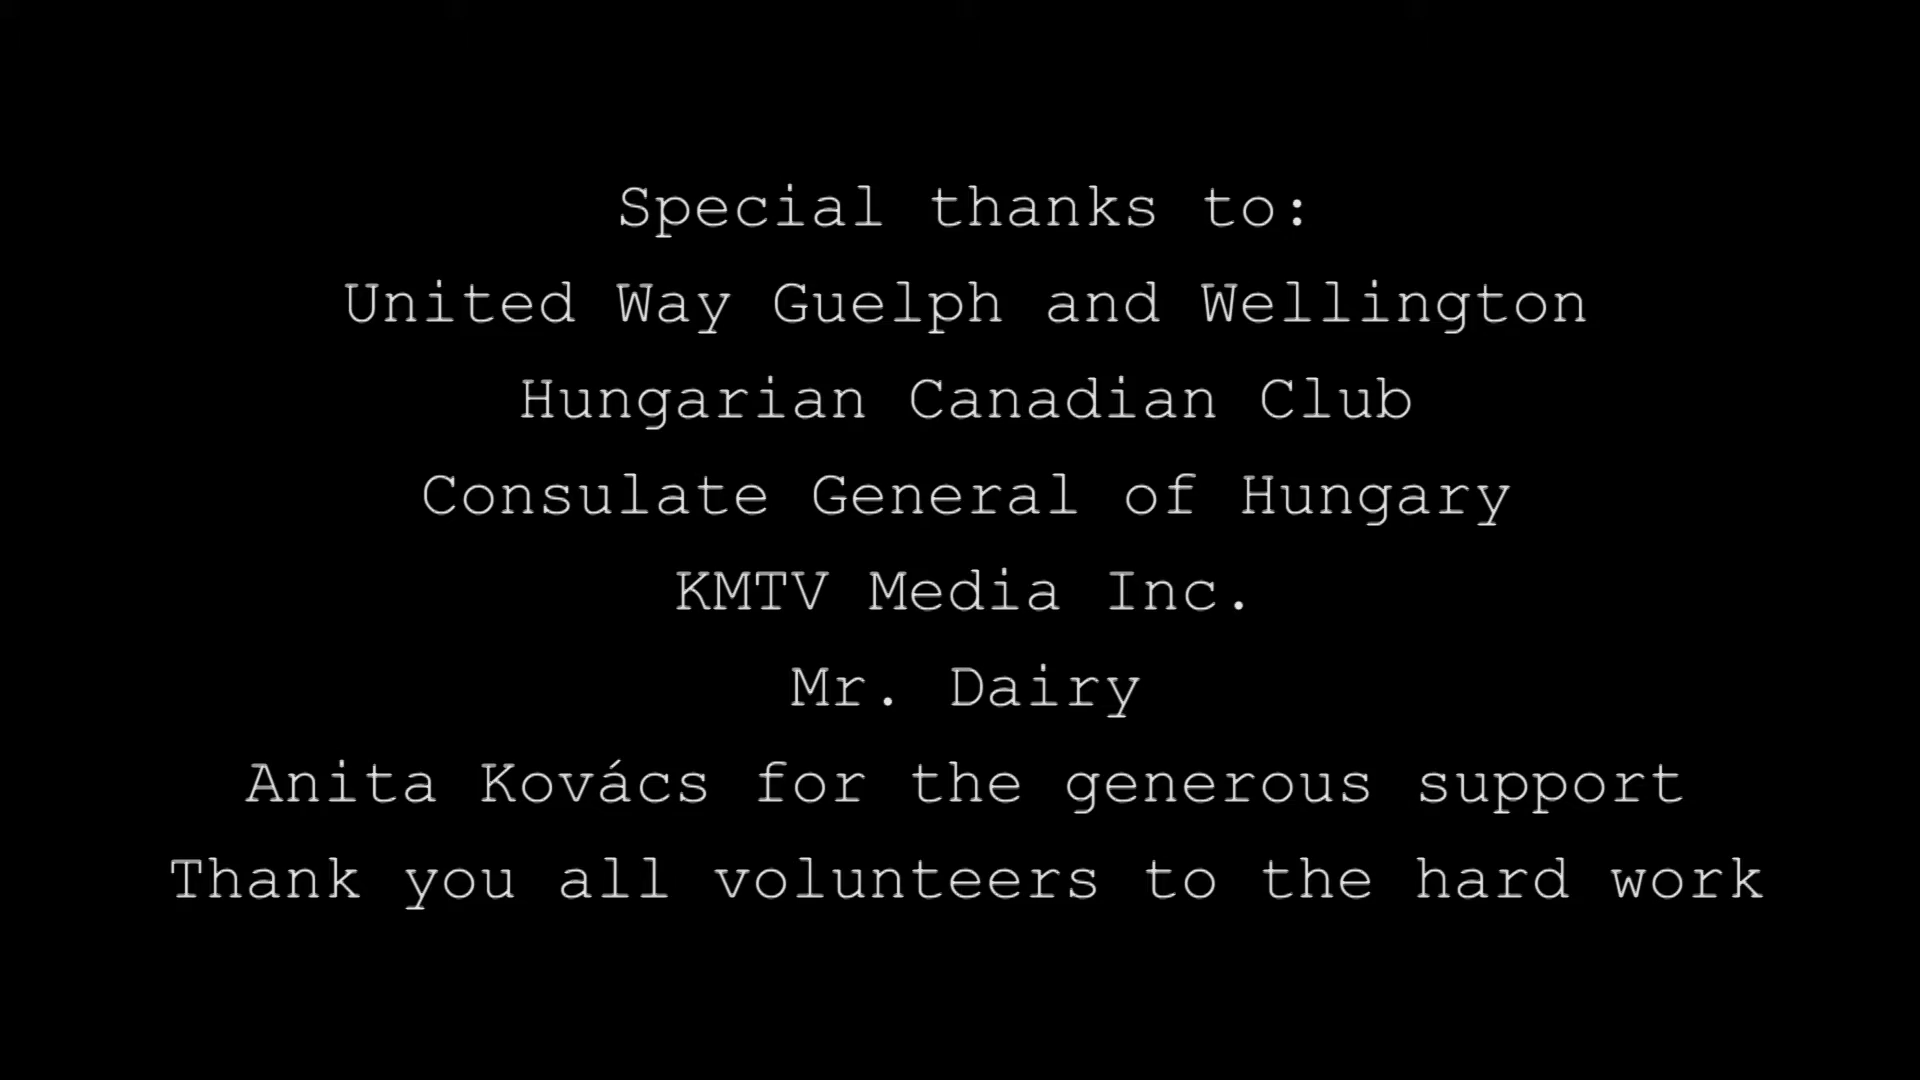 Special thanks to:
United Way Guelph and Wellington
Hungarian Canadian Club
Consulate General of Hungary
KMTV Media Inc.
Mr. Dairy
Anita Kovács for the generous support
Thank you all volunteers to the hard work